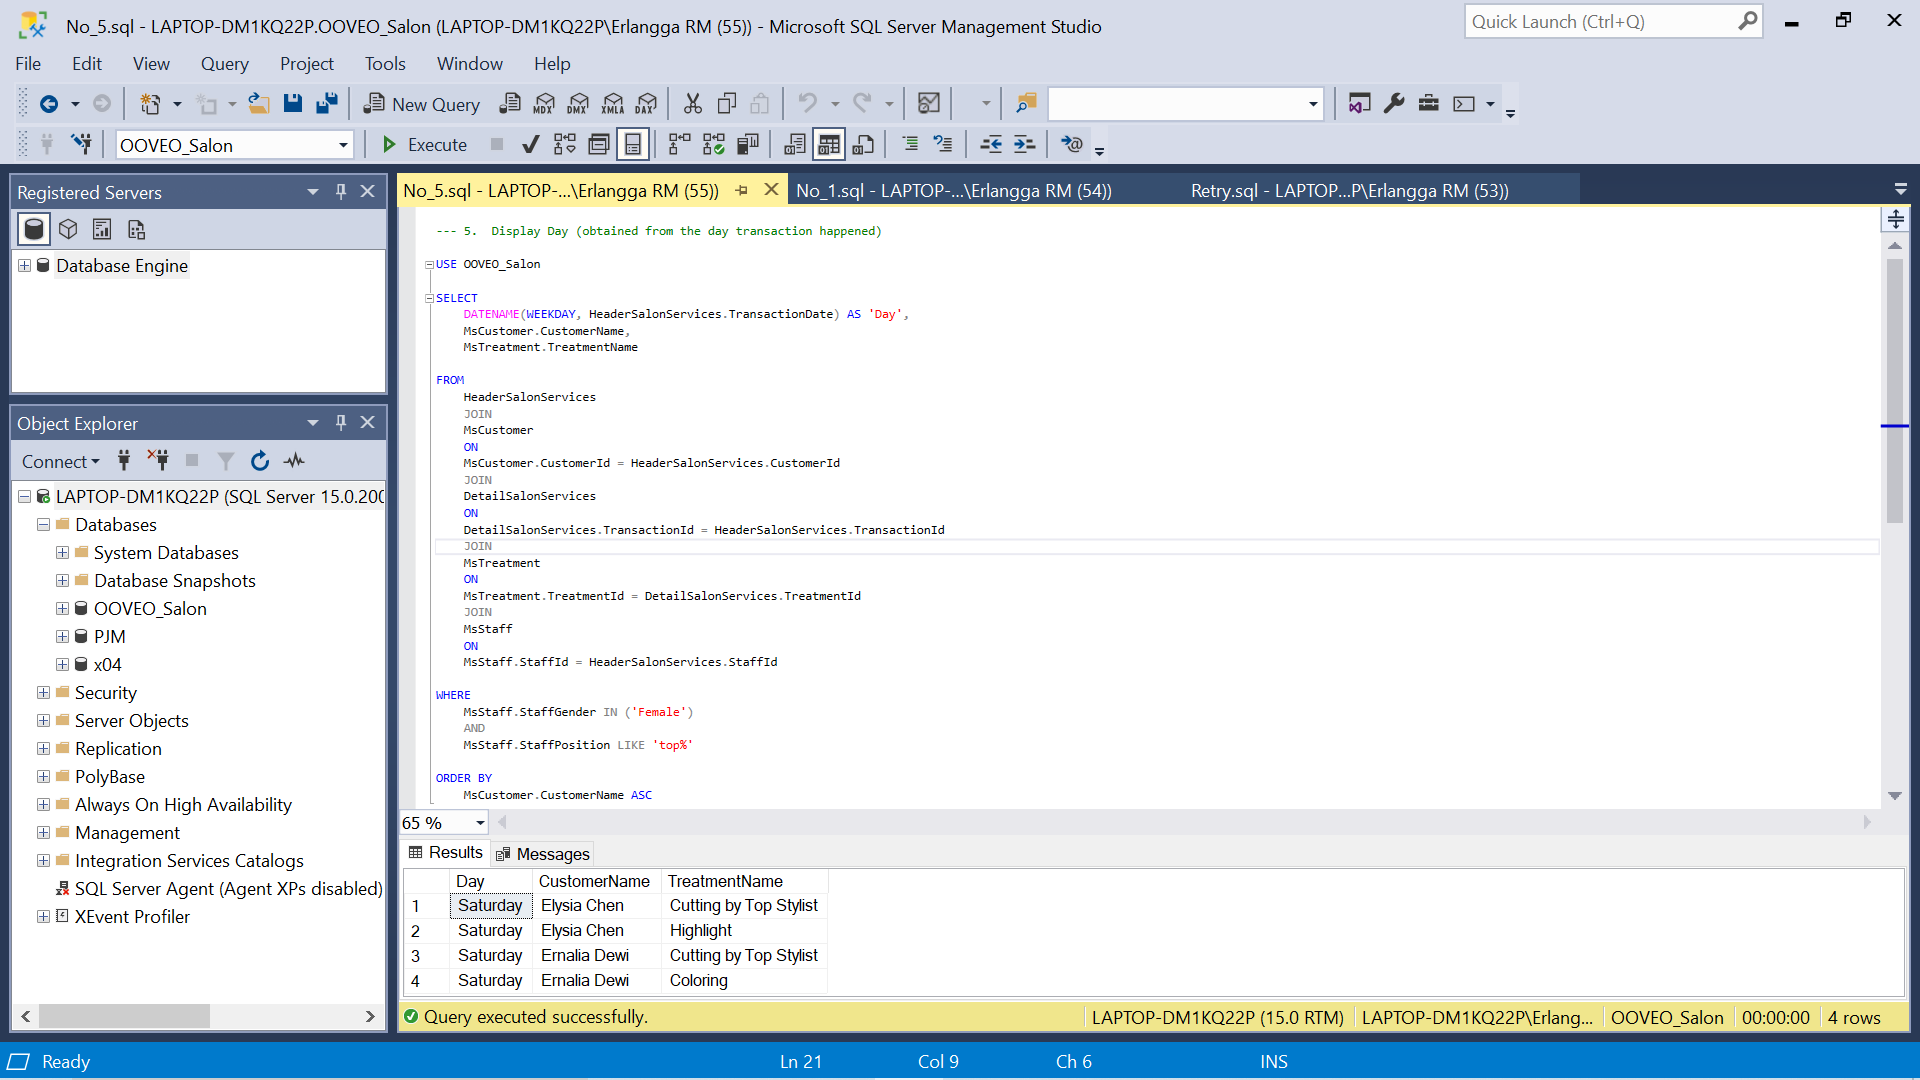 No_5.sql - LAPTOP-DM1KQ22P.OOVEO_Salon (LAPTOP-DM1KQ22P\Erlangga RM (55)) - Microsoft SQL Server Management Studio
Quick Launch (Ctrl+Q)
File Edit View Query Project Tools Window Help
New Query MDX DMX XMLA DAX
OOVEO_Salon Execute
Registered Servers
Database Engine
Object Explorer
Connect
LAPTOP-DM1KQ22P (SQL Server 15.0.200
Databases
System Databases
Database Snapshots
OOVEO_Salon
PJM
x04
Security
Server Objects
Replication
PolyBase
Always On High Availability
Management
Integration Services Catalogs
SQL Server Agent (Agent XPs disabled)
XEvent Profiler
No_5.sql - LAPTOP-...\Erlangga RM (55)) No_1.sql - LAPTOP-...\Erlangga RM (54)) Retry.sql - LAPTOP...P\Erlangga RM (53))
--- 5.  Display Day (obtained from the day transaction happened)
USE OOVEO_Salon
SELECT
DATENAME(WEEKDAY, HeaderSalonServices.TransactionDate) AS 'Day',
MsCustomer.CustomerName,
MsTreatment.TreatmentName
FROM
HeaderSalonServices
JOIN
MsCustomer
ON
MsCustomer.CustomerId = HeaderSalonServices.CustomerId
JOIN
DetailSalonServices
ON
DetailSalonServices.TransactionId = HeaderSalonServices.TransactionId
JOIN
MsTreatment
ON
MsTreatment.TreatmentId = DetailSalonServices.TreatmentId
JOIN
MsStaff
ON
MsStaff.StaffId = HeaderSalonServices.StaffId
WHERE
MsStaff.StaffGender IN ('Female')
AND
MsStaff.StaffPosition LIKE 'top%'
ORDER BY
MsCustomer.CustomerName ASC
65 %
Results Messages
Day CustomerName TreatmentName
1 Saturday Elysia Chen Cutting by Top Stylist
2 Saturday Elysia Chen Highlight
3 Saturday Ernalia Dewi Cutting by Top Stylist
4 Saturday Ernalia Dewi Coloring
Query executed successfully. LAPTOP-DM1KQ22P (15.0 RTM) LAPTOP-DM1KQ22P\Erlang... OOVEO_Salon 00:00:00 4 rows
Ready Ln 21 Col 9 Ch 6 INS